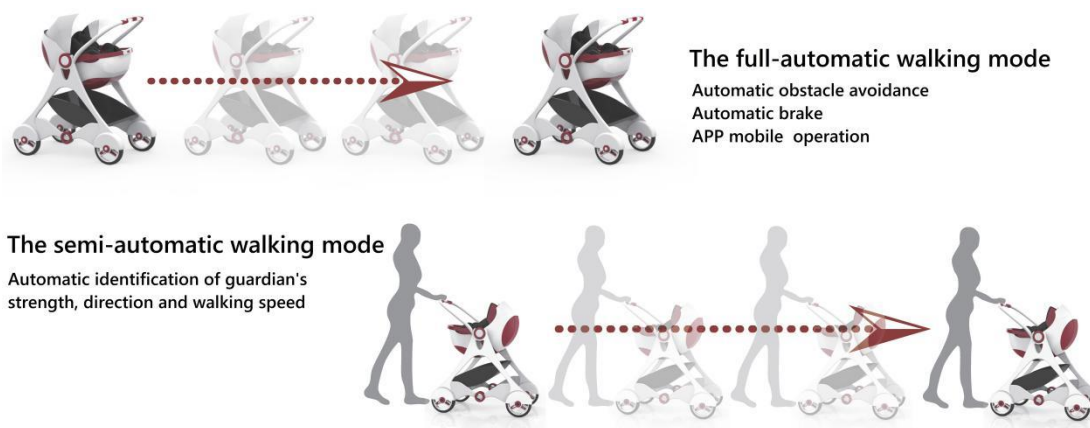 The full-automatic walking mode
Automatic obstacle avoidance
Automatic brake
APP mobile operation
The semi-automatic walking mode
Automatic identification of guardian's
strength, direction and walking speed